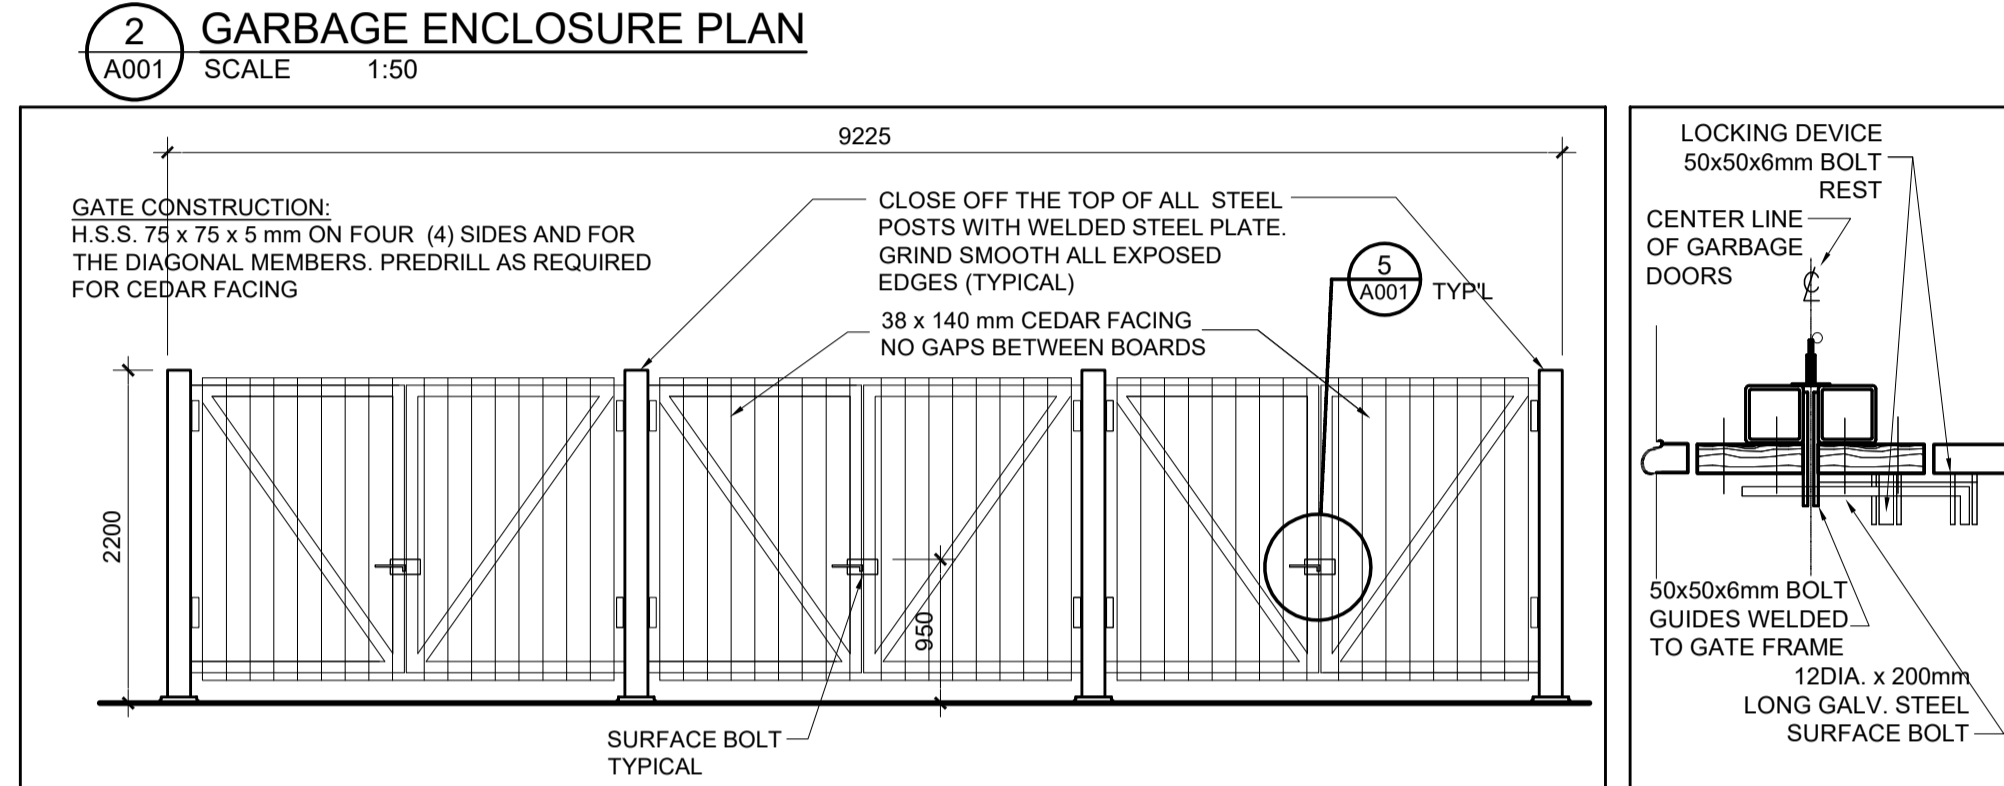 2
A001
GARBAGE ENCLOSURE PLAN
SCALE 1:50
9225
GATE CONSTRUCTION:
H.S.S. 75 x 75 x 5 mm ON FOUR (4) SIDES AND FOR
THE DIAGONAL MEMBERS. PREDRILL AS REQUIRED
FOR CEDAR FACING
CLOSE OFF THE TOP OF ALL STEEL
POSTS WITH WELDED STEEL PLATE.
GRIND SMOOTH ALL EXPOSED
EDGES (TYPICAL)
38 x 140 mm CEDAR FACING
NO GAPS BETWEEN BOARDS
5
A001
TYP'L
2200
950
SURFACE BOLT
TYPICAL
LOCKING DEVICE
50x50x6mm BOLT
REST
CENTER LINE
OF GARBAGE
DOORS
℄
50x50x6mm BOLT
GUIDES WELDED
TO GATE FRAME
12DIA. x 200mm
LONG GALV. STEEL
SURFACE BOLT